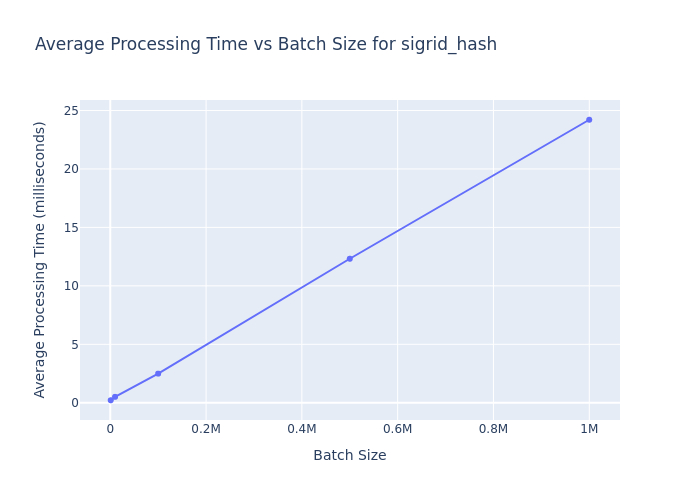 Average Processing Time vs Batch Size for sigrid_hash
Average Processing Time (milliseconds)
25
20
15
10
5
0
0 0.2M 0.4M 0.6M 0.8M 1M
Batch Size